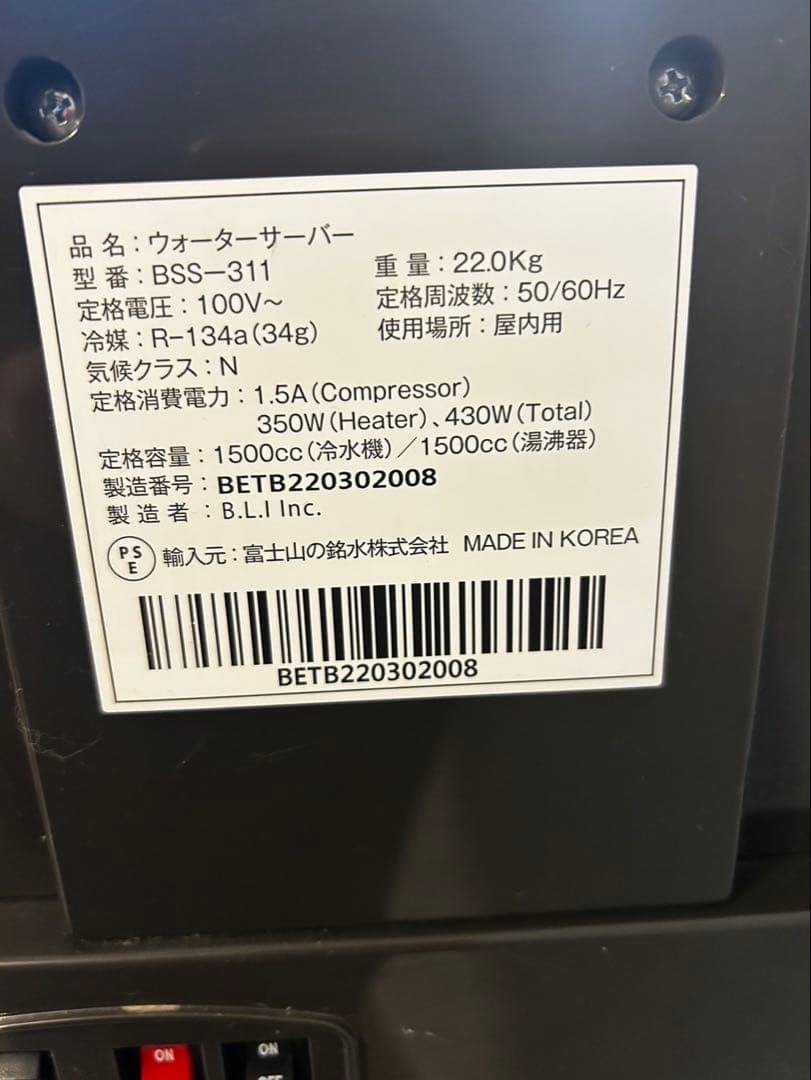 品名：ウォーターサーバー
型番：BSS-311 重量：22.0Kg
定格電圧：100V〜 定格周波数：50/60Hz
冷媒：R-134a(34g) 使用場所：屋内用
気候クラス：N
定格消費電力：1.5A(Compressor)
350W(Heater)、430W(Total)
定格容量：1500cc(冷水機)／1500cc(湯沸器)
製造番号：BETB220302008
製造者：B.L.I Inc.
PSE 輸入元：富士山の銘水株式会社 MADE IN KOREA
BETB220302008
ON ON
OFF